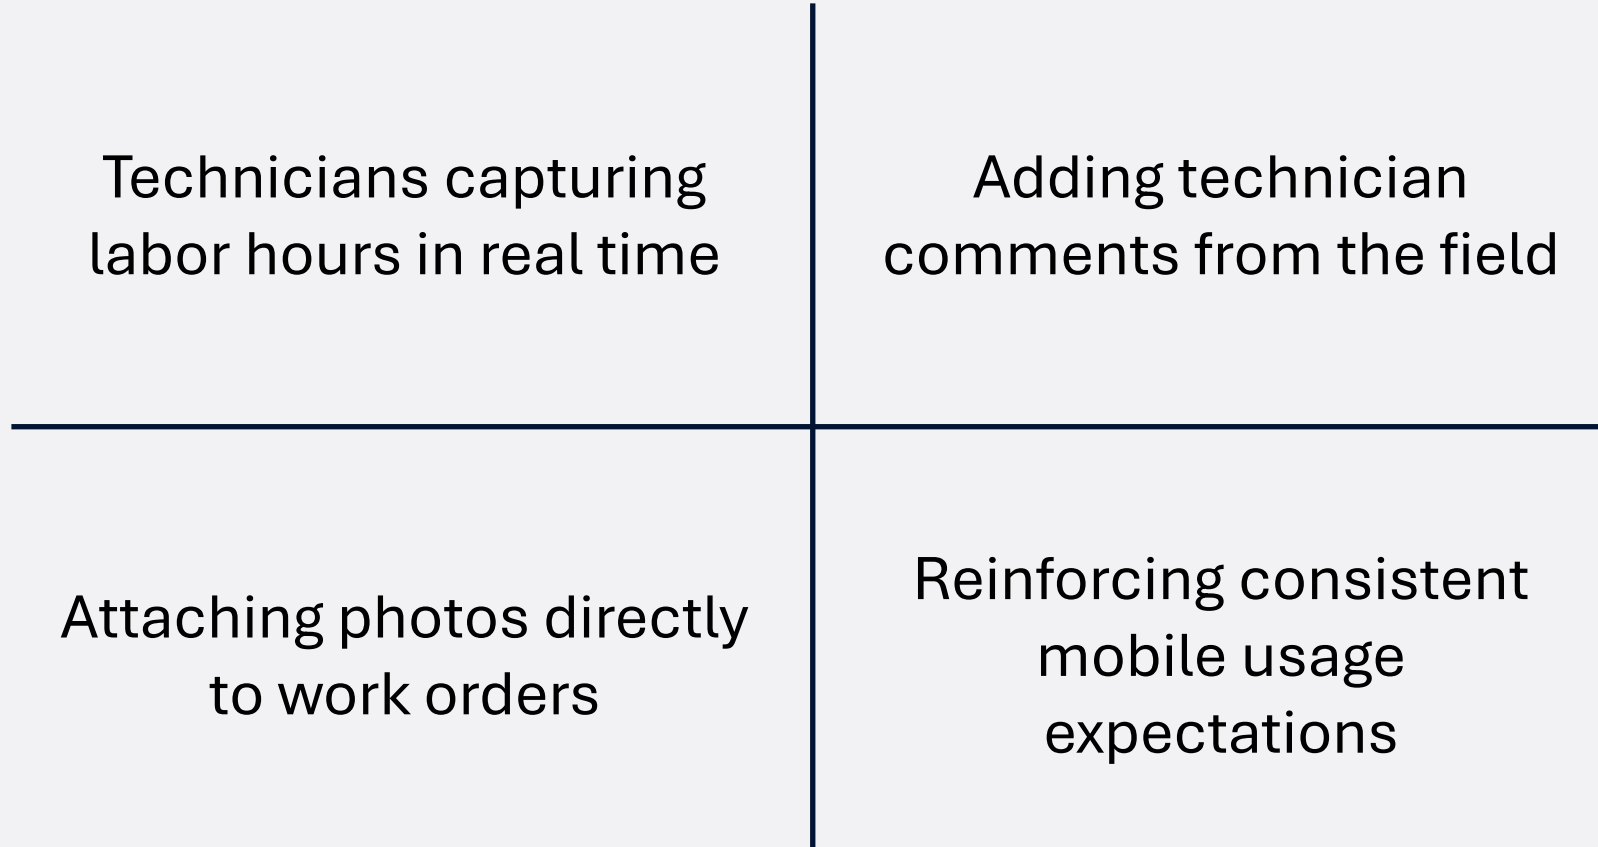 Technicians capturing
labor hours in real time
Adding technician
comments from the field
Attaching photos directly
to work orders
Reinforcing consistent
mobile usage
expectations